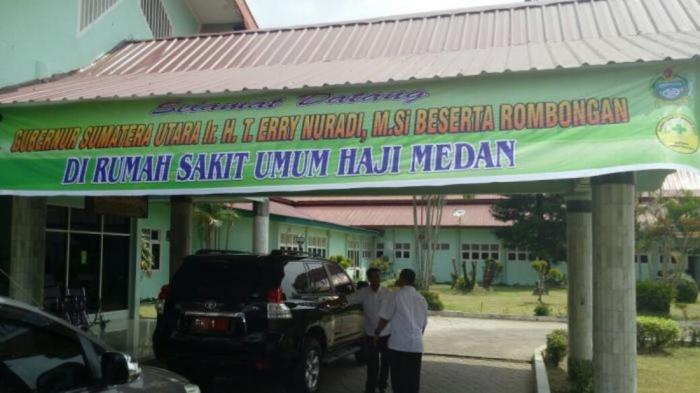 Selamat Datang
GUBERNUR SUMATERA UTARA Ir. H. T. ERRY NURADI, M.Si BESERTA ROMBONGAN
DI RUMAH SAKIT UMUM HAJI MEDAN